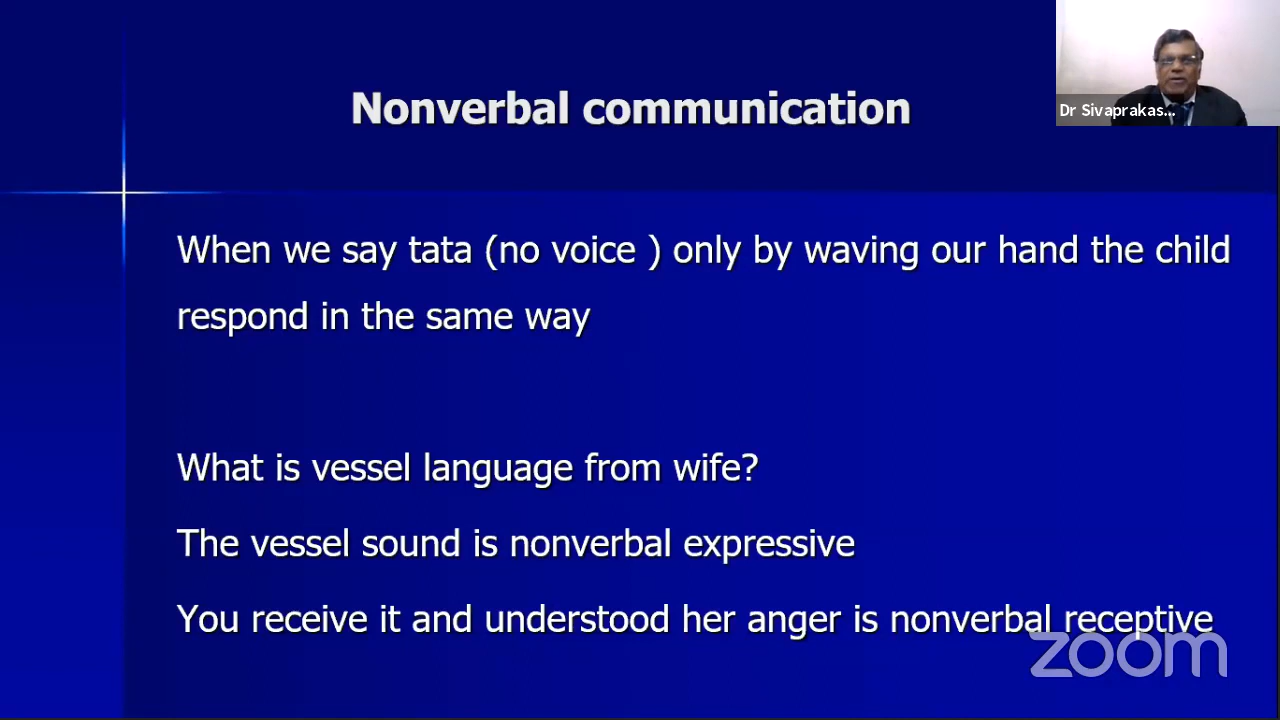 Nonverbal communication
Dr Sivaprakas...
When we say tata (no voice ) only by waving our hand the child
respond in the same way
What is vessel language from wife?
The vessel sound is nonverbal expressive
You receive it and understood her anger is nonverbal receptive
zoom